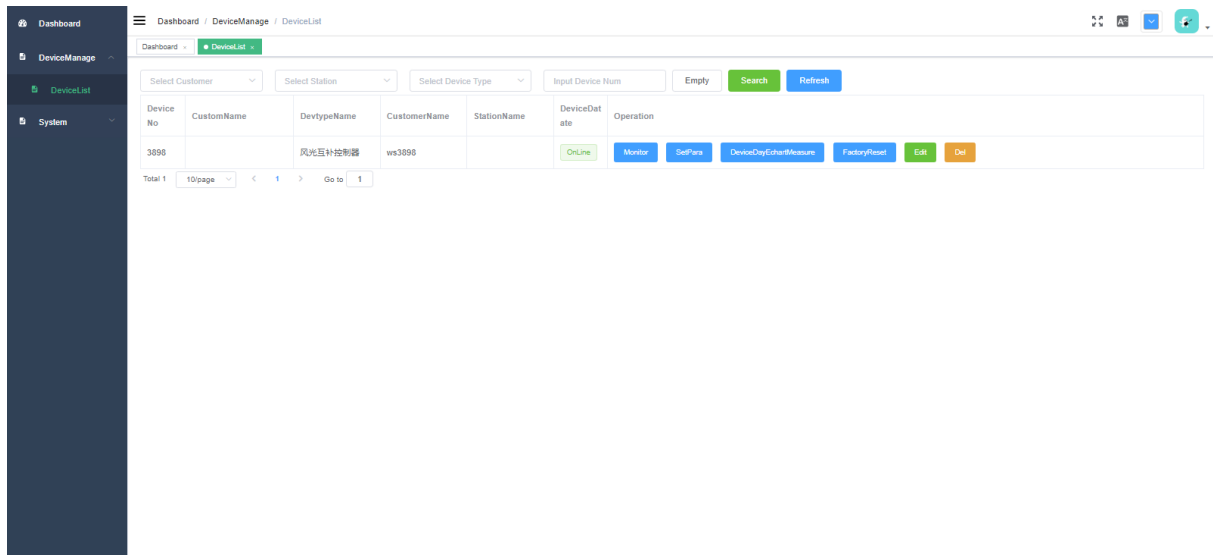 Dashboard
Dashboard / DeviceManage / DeviceList
Dashboard ×
DeviceList ×
DeviceManage
DeviceList
System
Select Customer
Select Station
Select Device Type
Input Device Num
Empty
Search
Refresh
Device No
CustomName
DevtypeName
CustomerName
StationName
DeviceDatate
Operation
3898
风光互补控制器
ws3898
OnLine
Monitor
SetPara
DeviceDayEchartMeasure
FactoryReset
Edit
Del
Total 1
10/page
1
Go to 1